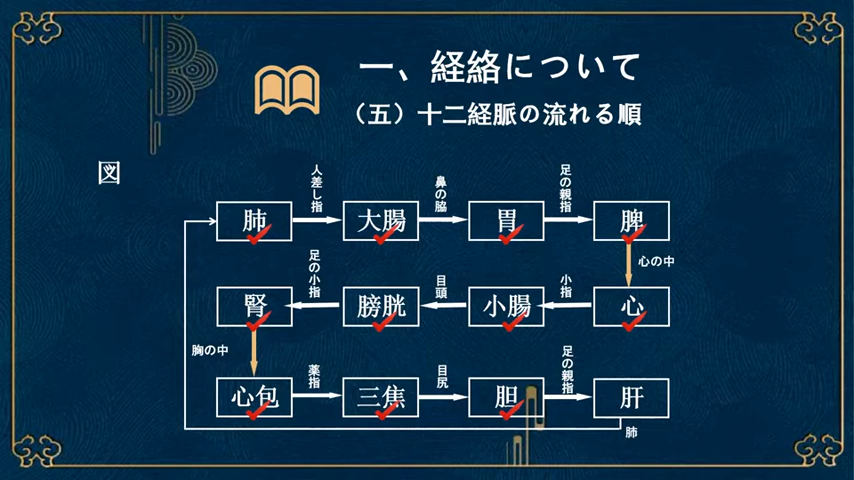 一、経絡について
（五）十二経脈の流れる順
図
肺
人差し指
大腸
鼻の脇
胃
足の親指
脾
心の中
腎
足の小指
膀胱
目頭
小腸
小指
心
胸の中
心包
薬指
三焦
目尻
胆
足の親指
肝
肺